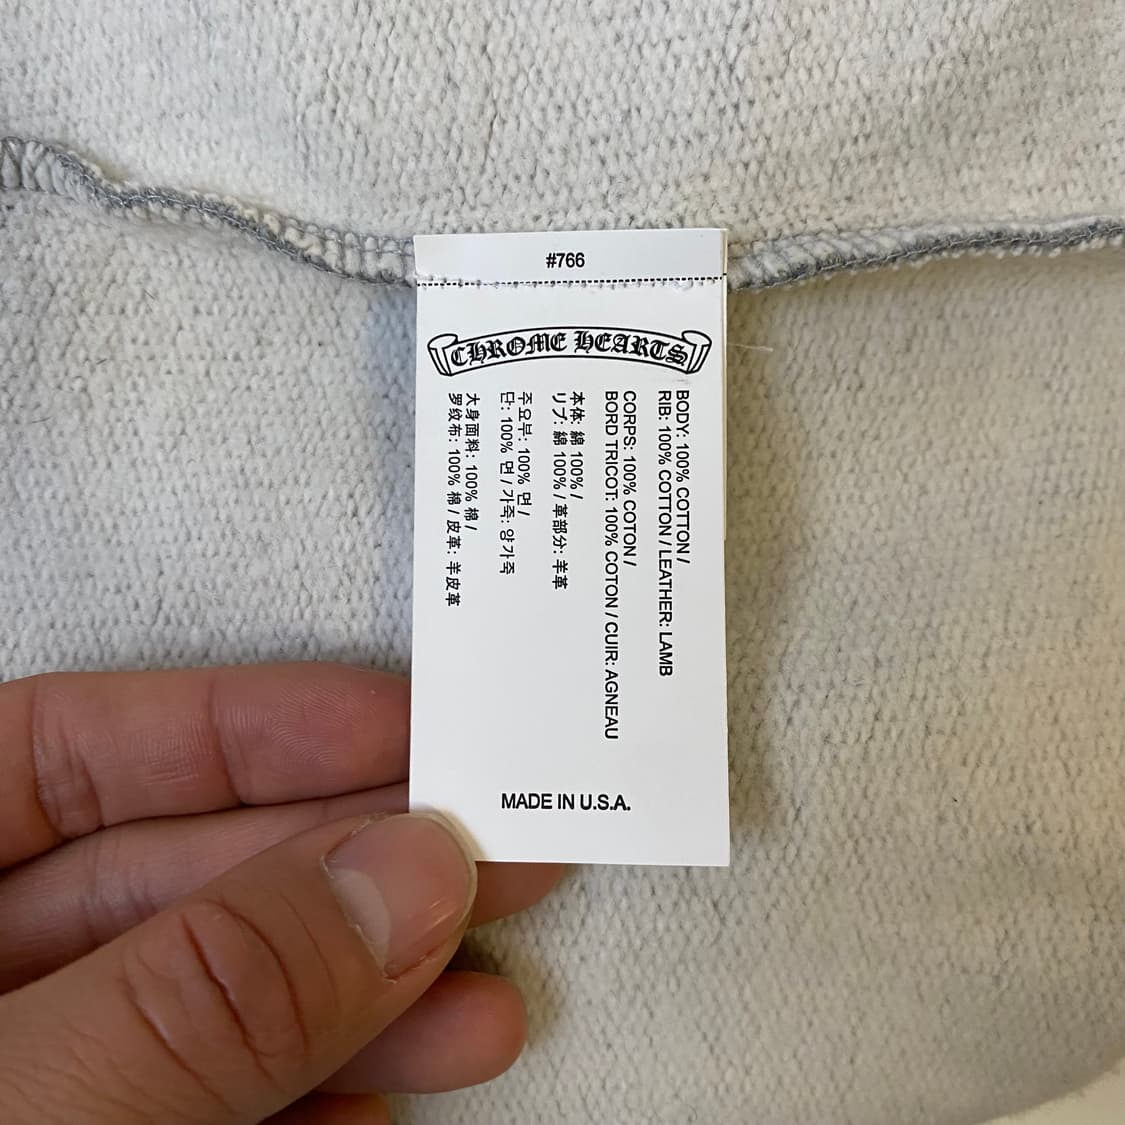 #766
CHROME HEARTS
BODY: 100% COTTON /
RIB: 100% COTTON / LEATHER: LAMB
CORPS: 100% COTON /
BORD TRICOT: 100% COTON / CUIR: AGNEAU
本体: 綿 100% /
リブ: 綿 100% / 革部分: 羊革
주요부: 100% 면 /
단: 100% 면 / 가죽: 양가죽
大身面料: 100% 棉 /
罗纹布: 100% 棉 / 皮革: 羊皮革
MADE IN U.S.A.